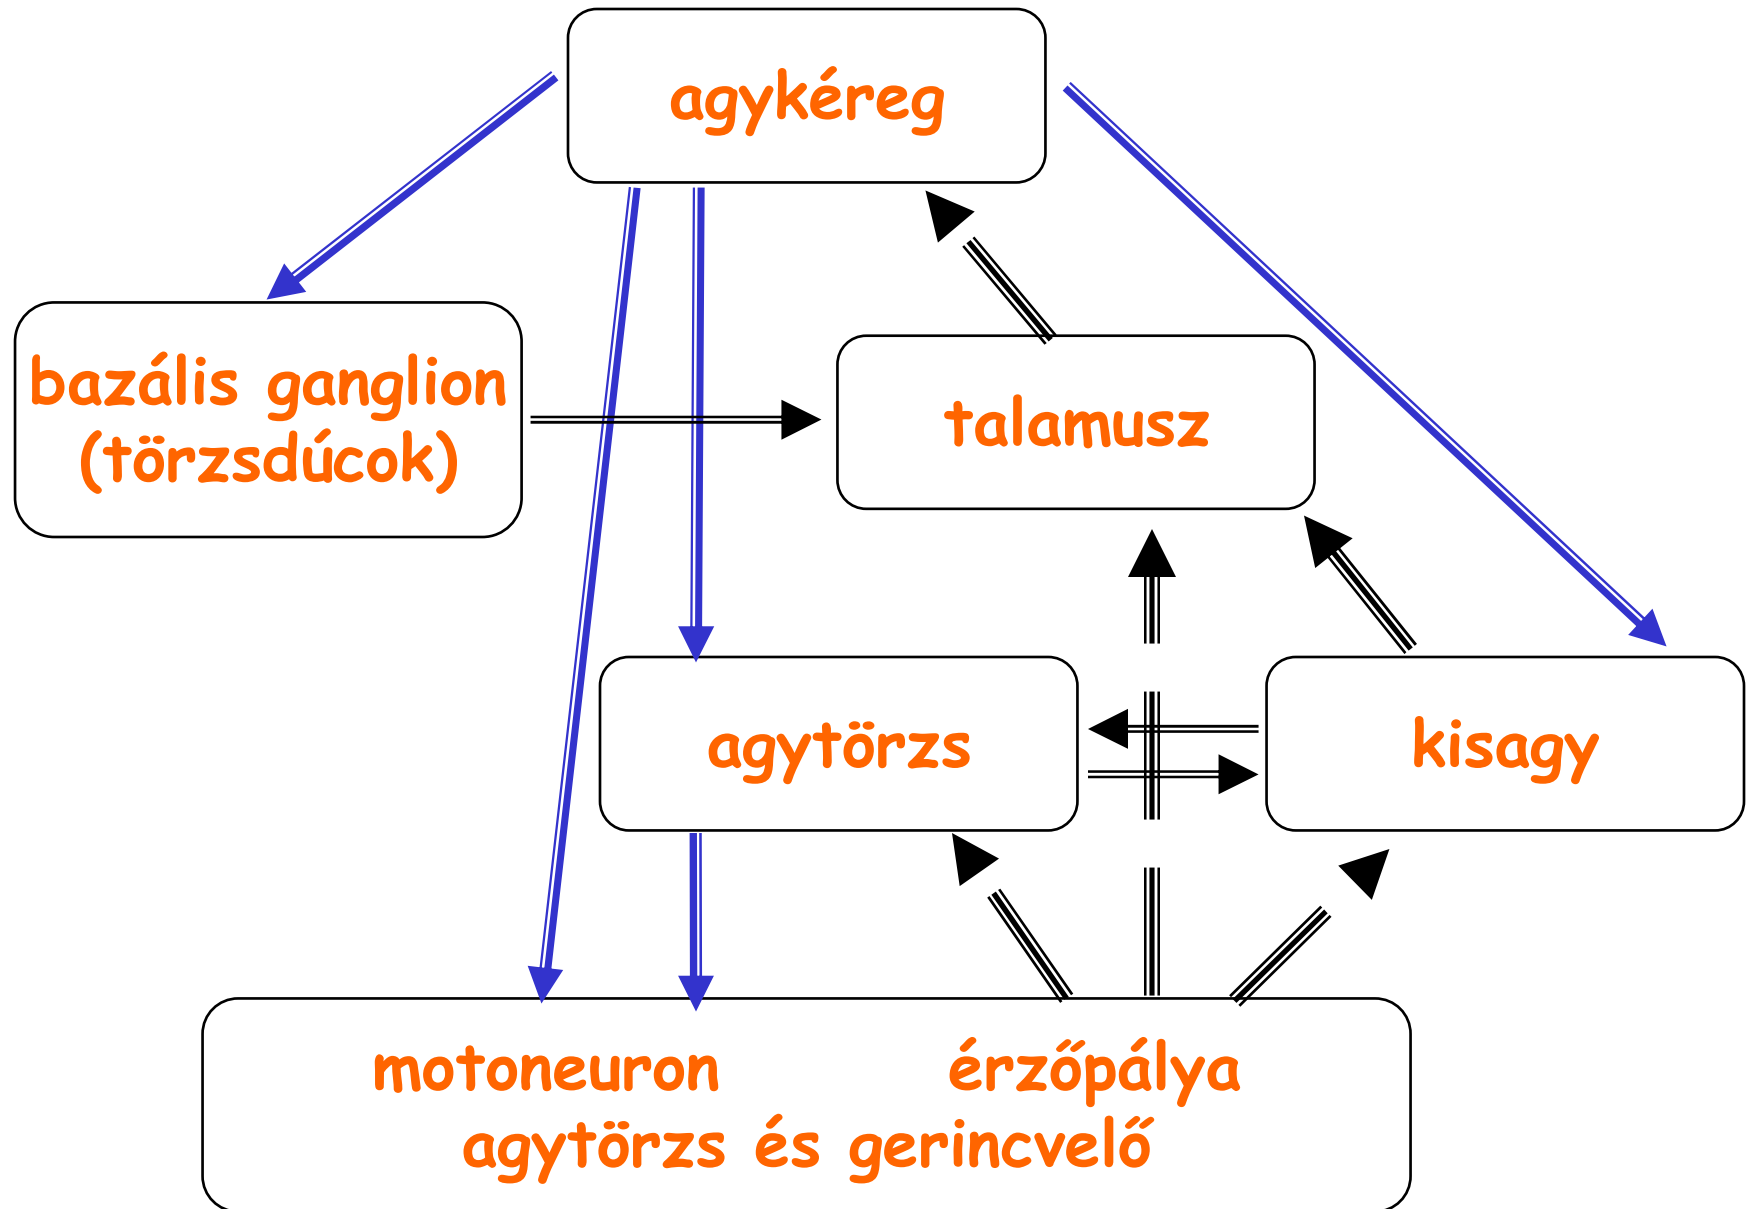 agykéreg
bazális ganglion
(törzsdúcok)
talamusz
agytörzs
kisagy
motoneuron érzőpálya
agytörzs és gerincvelő